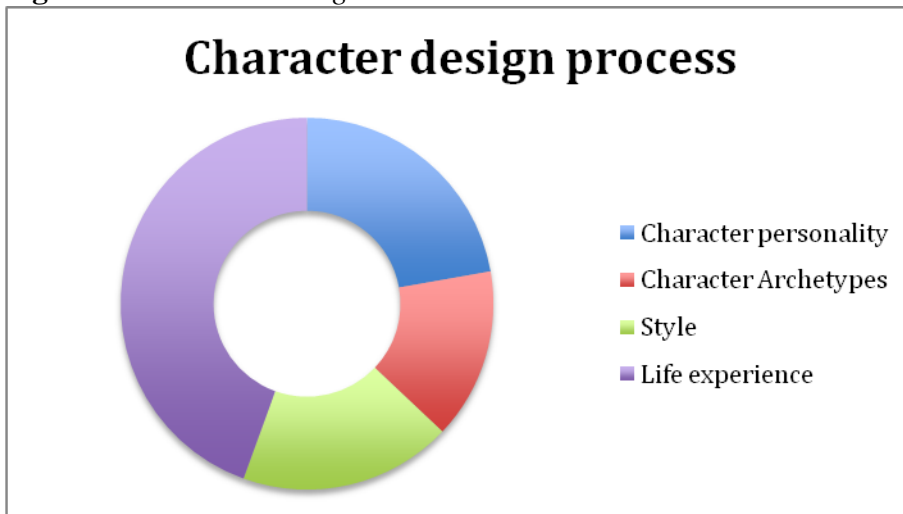 Character design process
Character personality
Character Archetypes
Style
Life experience